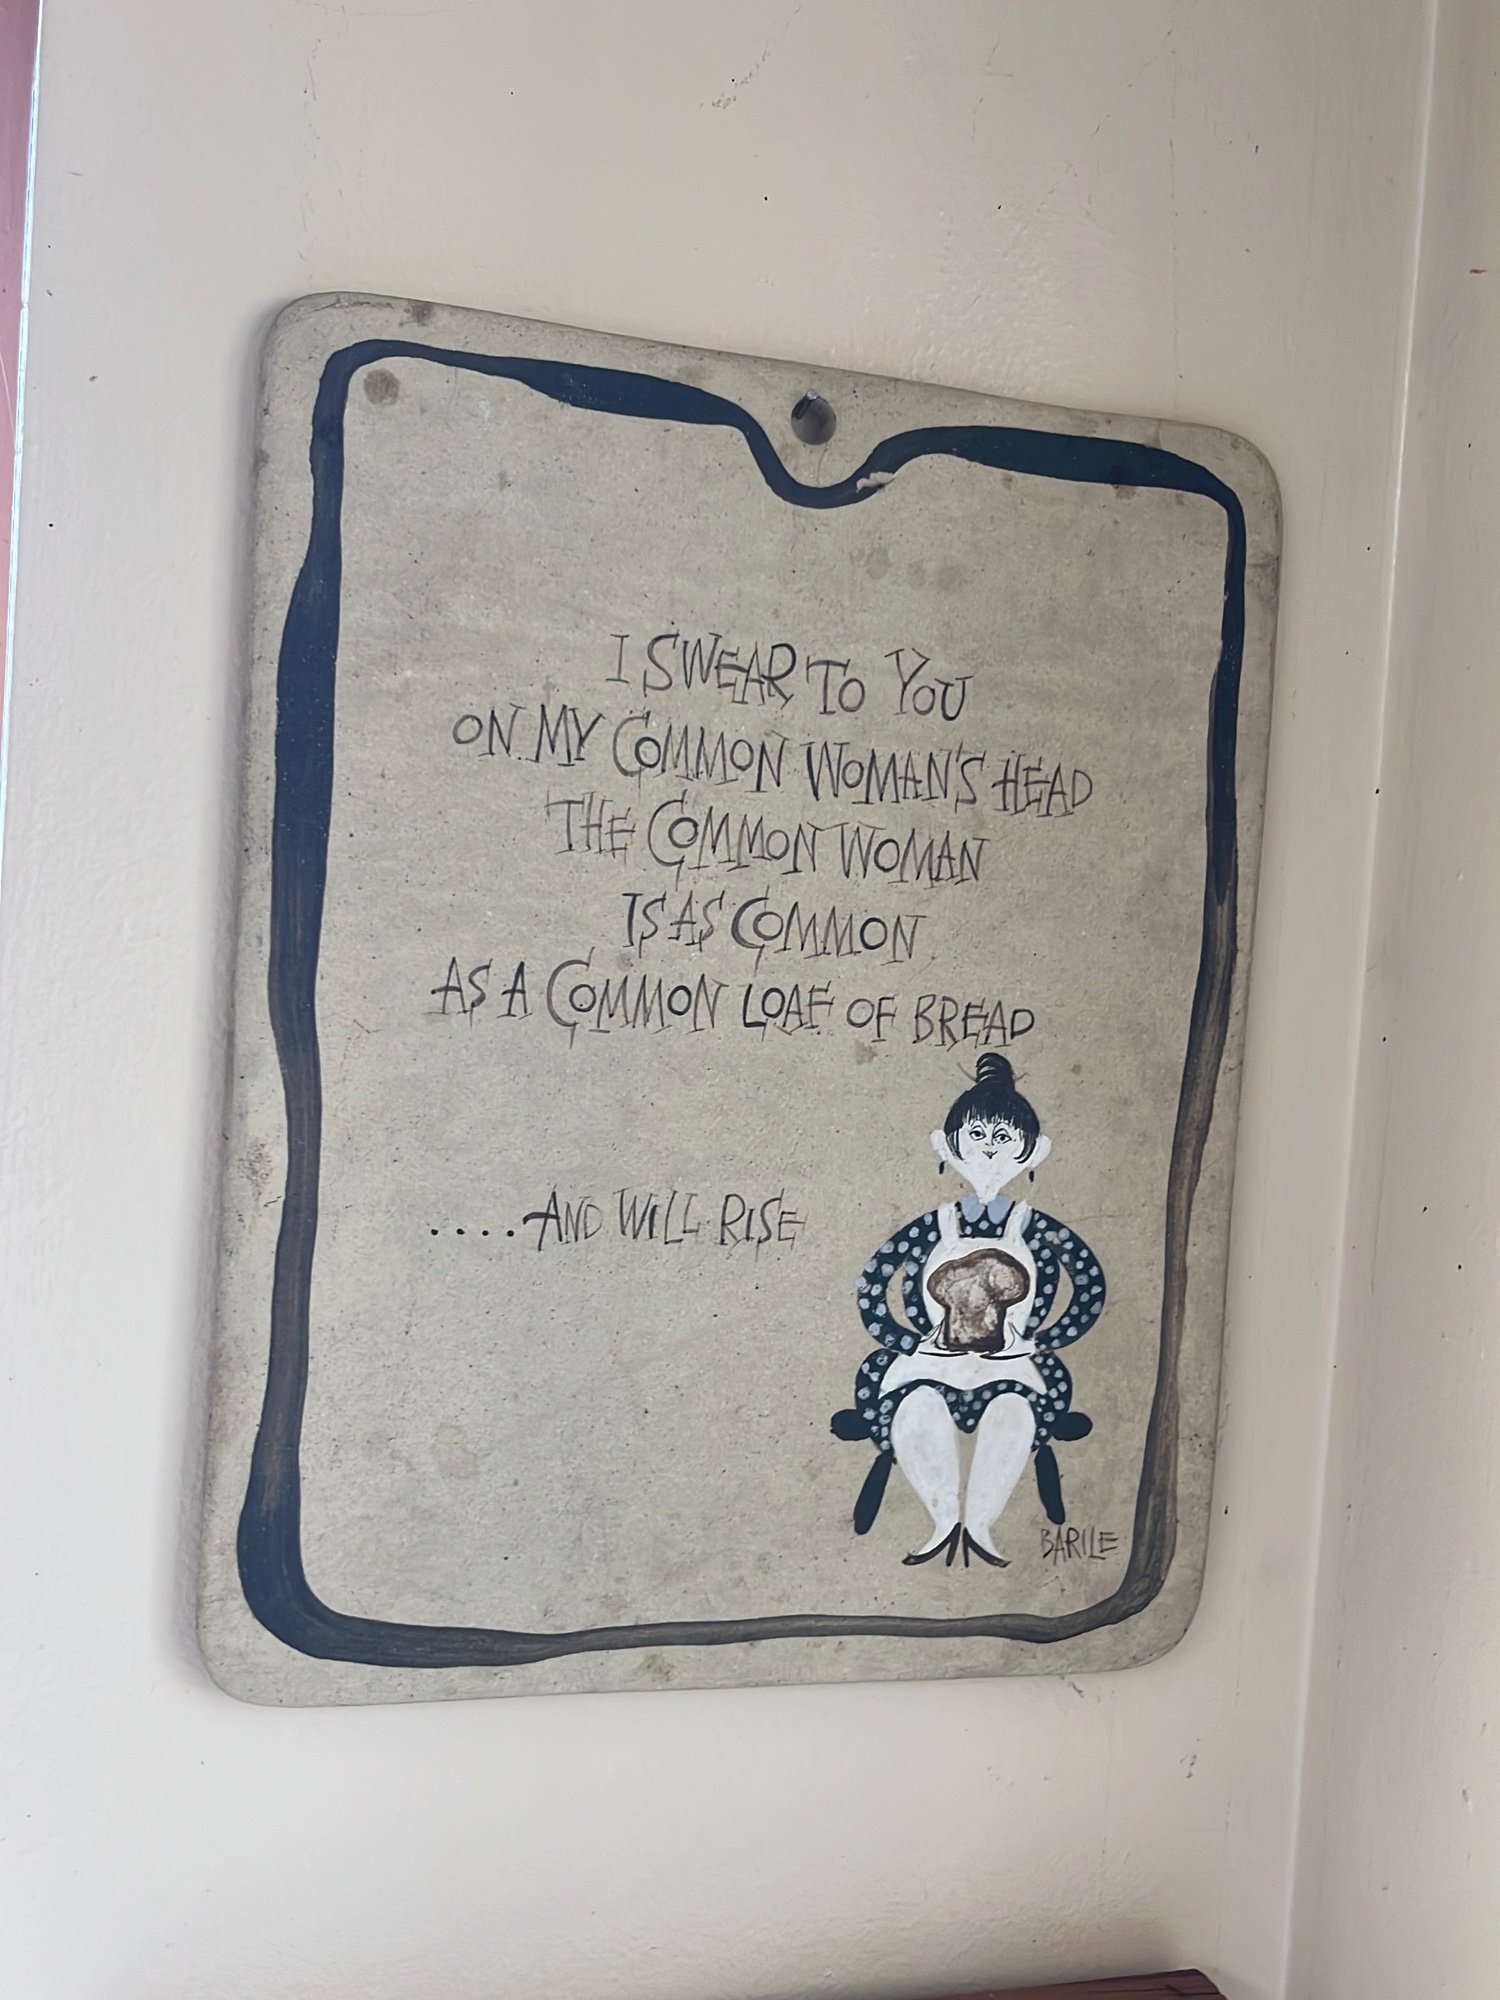 I SWEAR TO YOU
ON MY COMMON WOMAN'S HEAD
THE COMMON WOMAN
IS AS COMMON
AS A COMMON LOAF OF BREAD
....AND WILL RISE
BARILE